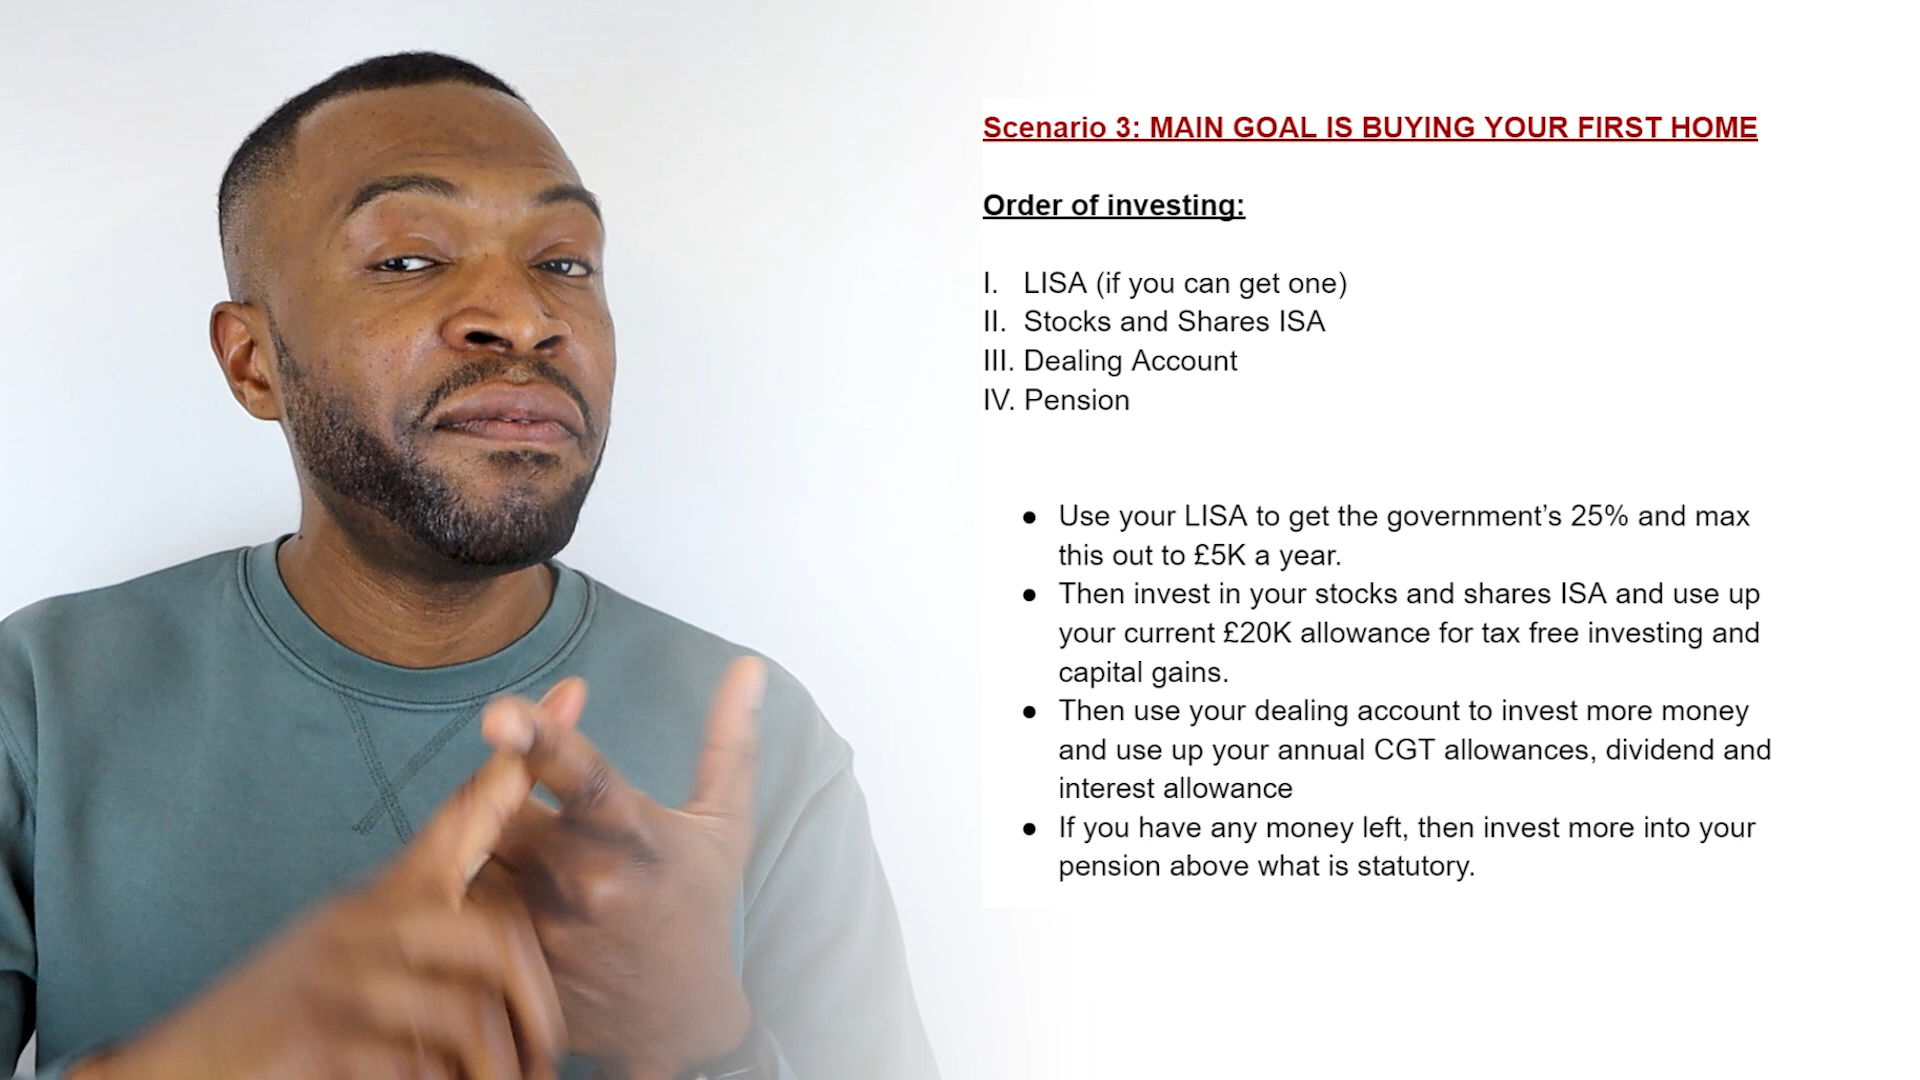 Scenario 3: MAIN GOAL IS BUYING YOUR FIRST HOME
Order of investing:
I. LISA (if you can get one)
II. Stocks and Shares ISA
III. Dealing Account
IV. Pension
● Use your LISA to get the government’s 25% and max
this out to £5K a year.
● Then invest in your stocks and shares ISA and use up
your current £20K allowance for tax free investing and
capital gains.
● Then use your dealing account to invest more money
and use up your annual CGT allowances, dividend and
interest allowance
● If you have any money left, then invest more into your
pension above what is statutory.